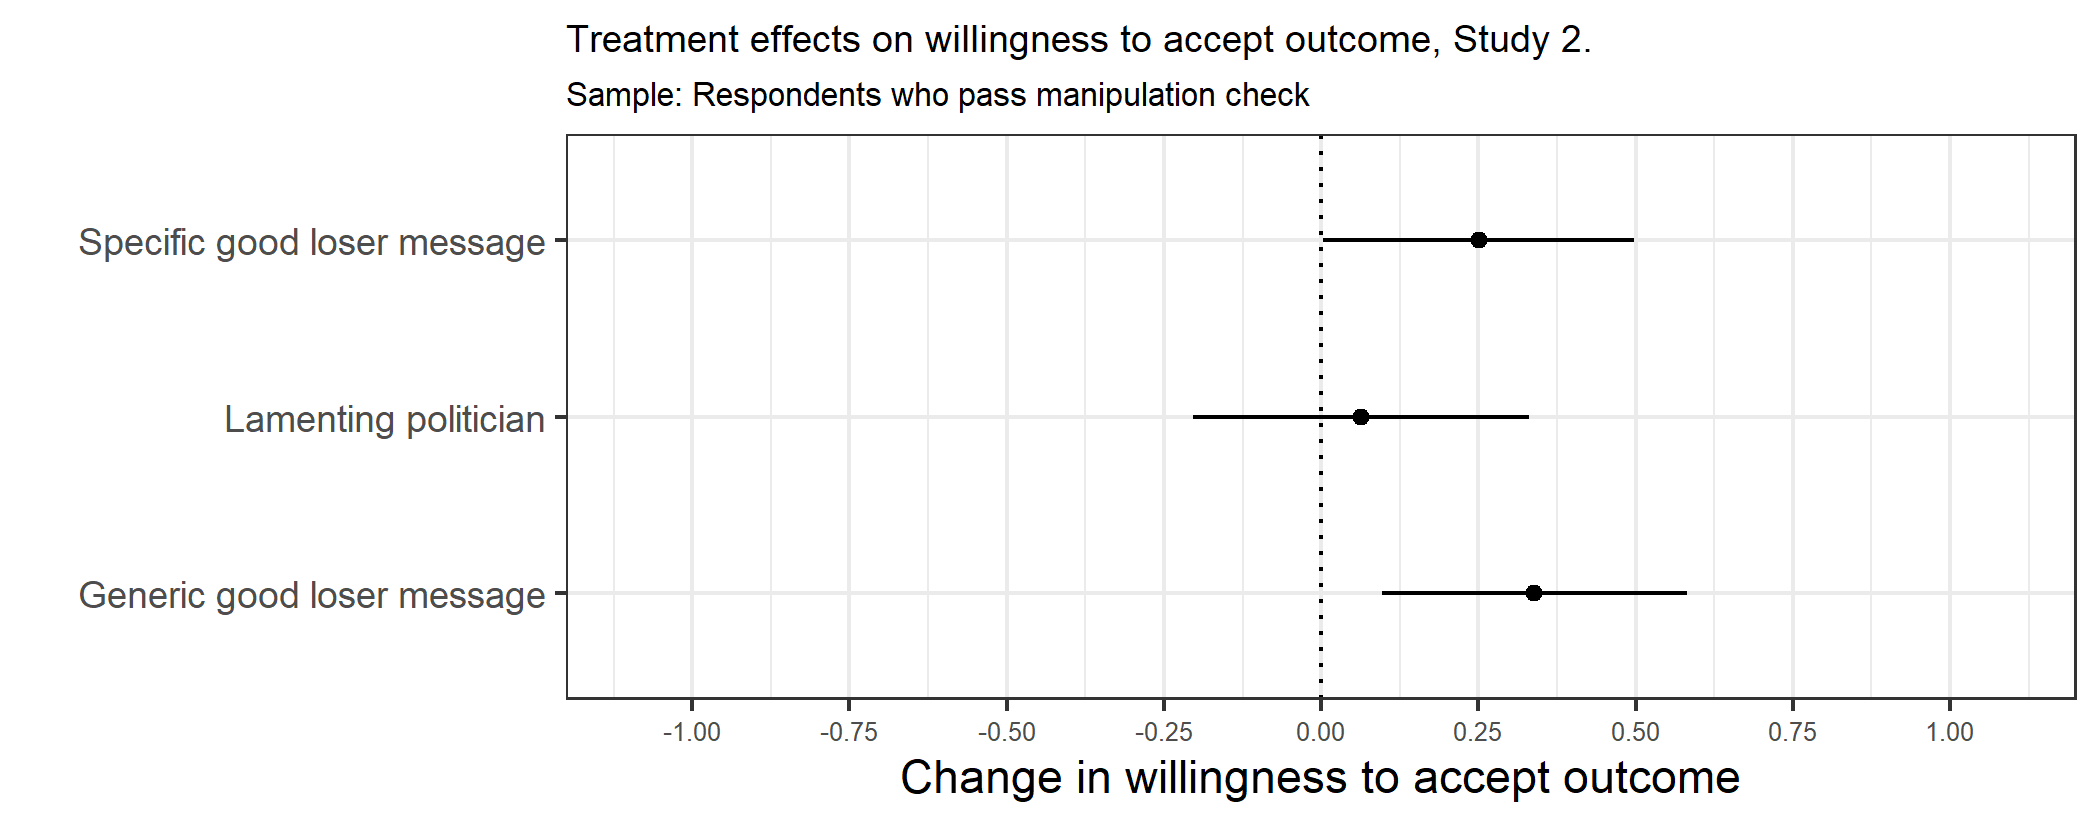 Treatment effects on willingness to accept outcome, Study 2.
Sample: Respondents who pass manipulation check
Specific good loser message
Lamenting politician
Generic good loser message
-1.00 -0.75 -0.50 -0.25 0.00 0.25 0.50 0.75 1.00
Change in willingness to accept outcome